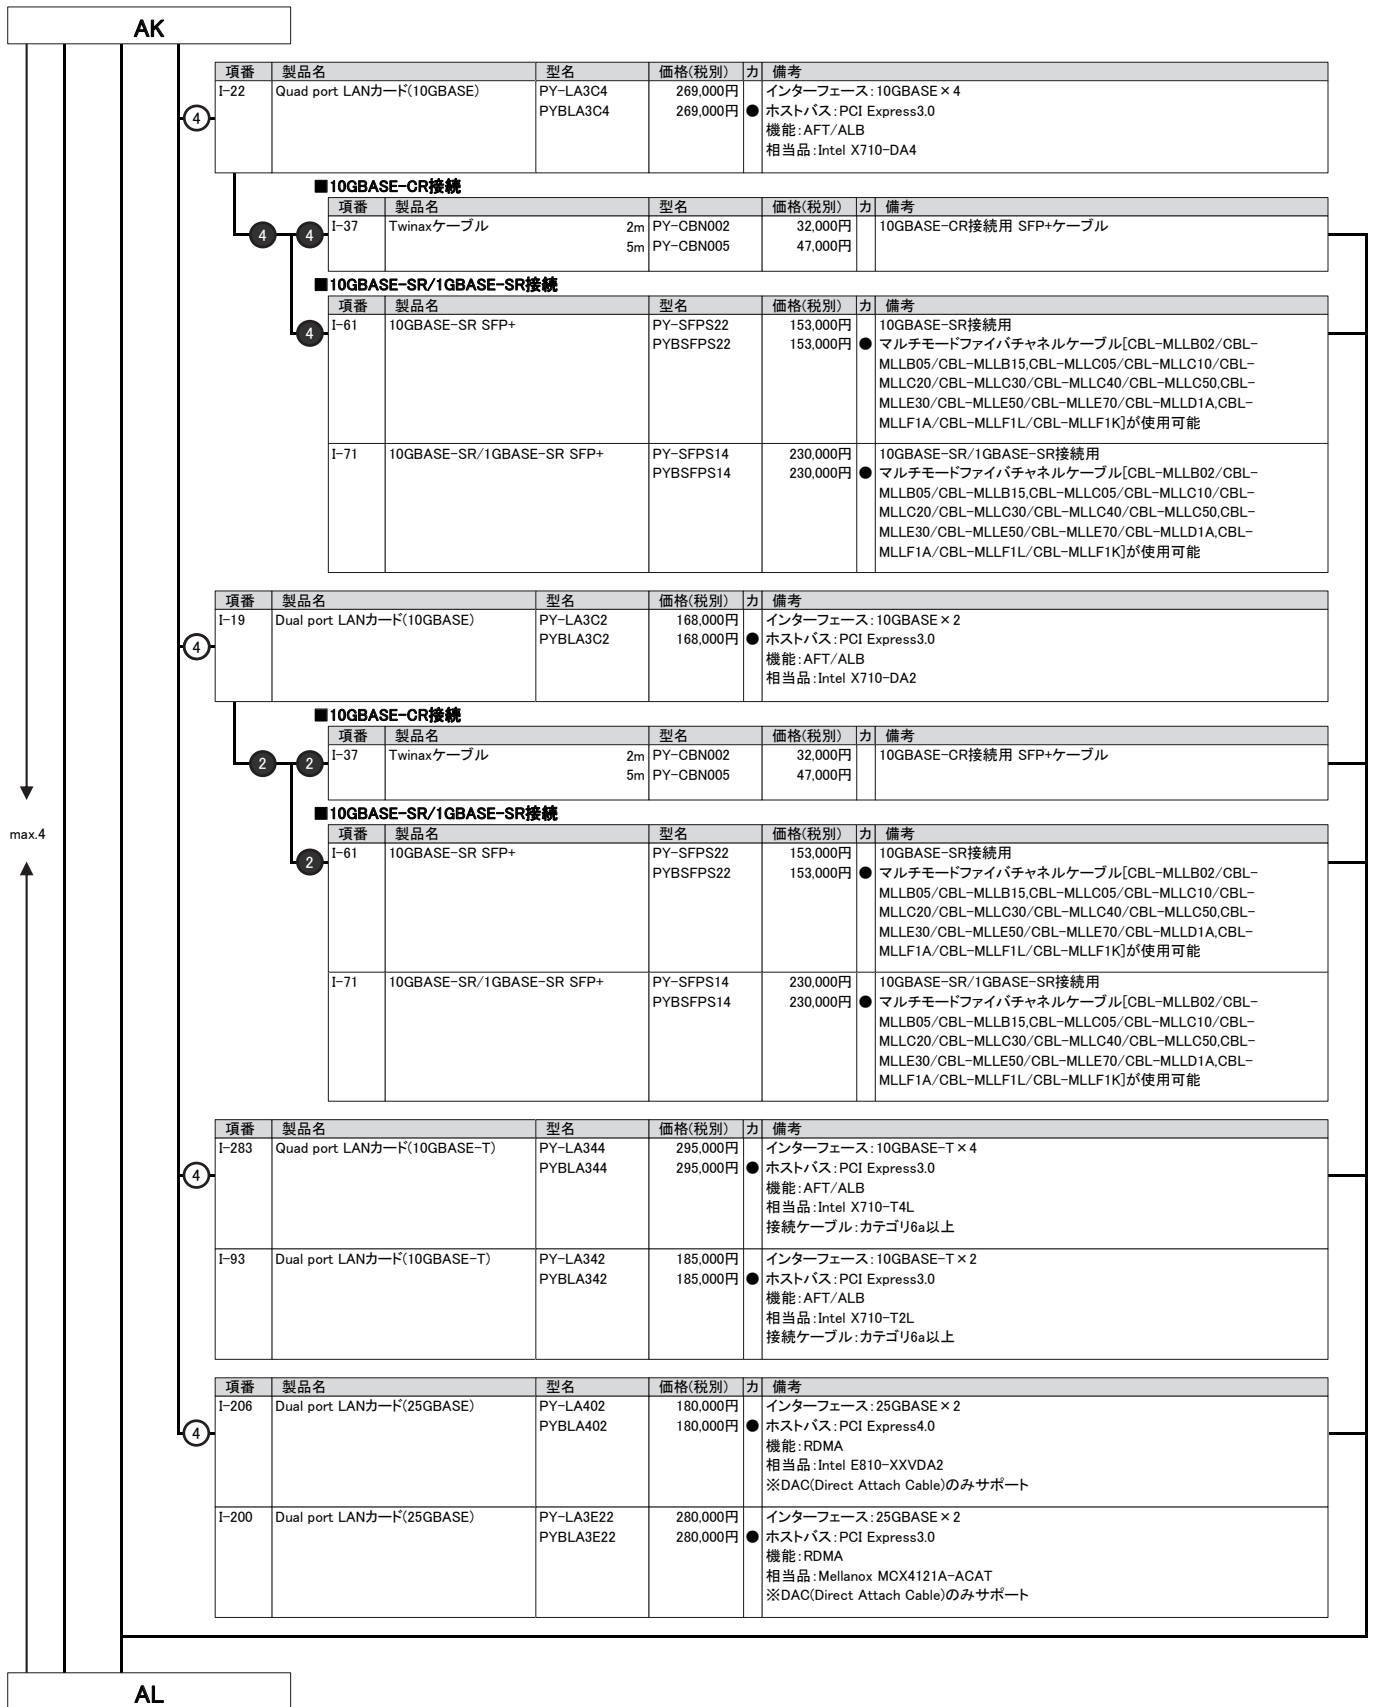 AK
項番 製品名 型名 価格(税別) カ 備考
I-22 Quad port LANカード(10GBASE) PY-LA3C4 269,000円 インターフェース:10GBASE×4
PYBLA3C4 269,000円 ● ホストバス:PCI Express3.0
④ 機能:AFT/ALB
相当品:Intel X710-DA4
■10GBASE-CR接続
項番 製品名 型名 価格(税別) カ 備考
4 4 I-37 Twinaxケーブル 2m PY-CBN002 32,000円 10GBASE-CR接続用 SFP+ケーブル
5m PY-CBN005 47,000円
■10GBASE-SR/1GBASE-SR接続
項番 製品名 型名 価格(税別) カ 備考
4 I-61 10GBASE-SR SFP+ PY-SFPS22 153,000円 10GBASE-SR接続用
PYBSFPS22 153,000円 ● マルチモードファイバチャネルケーブル[CBL-MLLB02/CBL-
MLLB05/CBL-MLLB15,CBL-MLLC05/CBL-MLLC10/CBL-
MLLC20/CBL-MLLC30/CBL-MLLC40/CBL-MLLC50,CBL-
MLLE30/CBL-MLLE50/CBL-MLLE70/CBL-MLLD1A,CBL-
MLLF1A/CBL-MLLF1L/CBL-MLLF1K]が使用可能
I-71 10GBASE-SR/1GBASE-SR SFP+ PY-SFPS14 230,000円 10GBASE-SR/1GBASE-SR接続用
PYBSFPS14 230,000円 ● マルチモードファイバチャネルケーブル[CBL-MLLB02/CBL-
MLLB05/CBL-MLLB15,CBL-MLLC05/CBL-MLLC10/CBL-
MLLC20/CBL-MLLC30/CBL-MLLC40/CBL-MLLC50,CBL-
MLLE30/CBL-MLLE50/CBL-MLLE70/CBL-MLLD1A,CBL-
MLLF1A/CBL-MLLF1L/CBL-MLLF1K]が使用可能
項番 製品名 型名 価格(税別) カ 備考
I-19 Dual port LANカード(10GBASE) PY-LA3C2 168,000円 インターフェース:10GBASE×2
PYBLA3C2 168,000円 ● ホストバス:PCI Express3.0
④ 機能:AFT/ALB
相当品:Intel X710-DA2
■10GBASE-CR接続
項番 製品名 型名 価格(税別) カ 備考
2 2 I-37 Twinaxケーブル 2m PY-CBN002 32,000円 10GBASE-CR接続用 SFP+ケーブル
5m PY-CBN005 47,000円
■10GBASE-SR/1GBASE-SR接続
max.4
項番 製品名 型名 価格(税別) カ 備考
2 I-61 10GBASE-SR SFP+ PY-SFPS22 153,000円 10GBASE-SR接続用
PYBSFPS22 153,000円 ● マルチモードファイバチャネルケーブル[CBL-MLLB02/CBL-
MLLB05/CBL-MLLB15,CBL-MLLC05/CBL-MLLC10/CBL-
MLLC20/CBL-MLLC30/CBL-MLLC40/CBL-MLLC50,CBL-
MLLE30/CBL-MLLE50/CBL-MLLE70/CBL-MLLD1A,CBL-
MLLF1A/CBL-MLLF1L/CBL-MLLF1K]が使用可能
I-71 10GBASE-SR/1GBASE-SR SFP+ PY-SFPS14 230,000円 10GBASE-SR/1GBASE-SR接続用
PYBSFPS14 230,000円 ● マルチモードファイバチャネルケーブル[CBL-MLLB02/CBL-
MLLB05/CBL-MLLB15,CBL-MLLC05/CBL-MLLC10/CBL-
MLLC20/CBL-MLLC30/CBL-MLLC40/CBL-MLLC50,CBL-
MLLE30/CBL-MLLE50/CBL-MLLE70/CBL-MLLD1A,CBL-
MLLF1A/CBL-MLLF1L/CBL-MLLF1K]が使用可能
項番 製品名 型名 価格(税別) カ 備考
I-283 Quad port LANカード(10GBASE-T) PY-LA344 295,000円 インターフェース:10GBASE-T×4
④ PYBLA344 295,000円 ● ホストバス:PCI Express3.0
機能:AFT/ALB
相当品:Intel X710-T4L
接続ケーブル:カテゴリ6a以上
I-93 Dual port LANカード(10GBASE-T) PY-LA342 185,000円 インターフェース:10GBASE-T×2
PYBLA342 185,000円 ● ホストバス:PCI Express3.0
機能:AFT/ALB
相当品:Intel X710-T2L
接続ケーブル:カテゴリ6a以上
項番 製品名 型名 価格(税別) カ 備考
I-206 Dual port LANカード(25GBASE) PY-LA402 180,000円 インターフェース:25GBASE×2
④ PYBLA402 180,000円 ● ホストバス:PCI Express4.0
機能:RDMA
相当品:Intel E810-XXVDA2
※DAC(Direct Attach Cable)のみサポート
I-200 Dual port LANカード(25GBASE) PY-LA3E22 280,000円 インターフェース:25GBASE×2
PYBLA3E22 280,000円 ● ホストバス:PCI Express3.0
機能:RDMA
相当品:Mellanox MCX4121A-ACAT
※DAC(Direct Attach Cable)のみサポート
AL